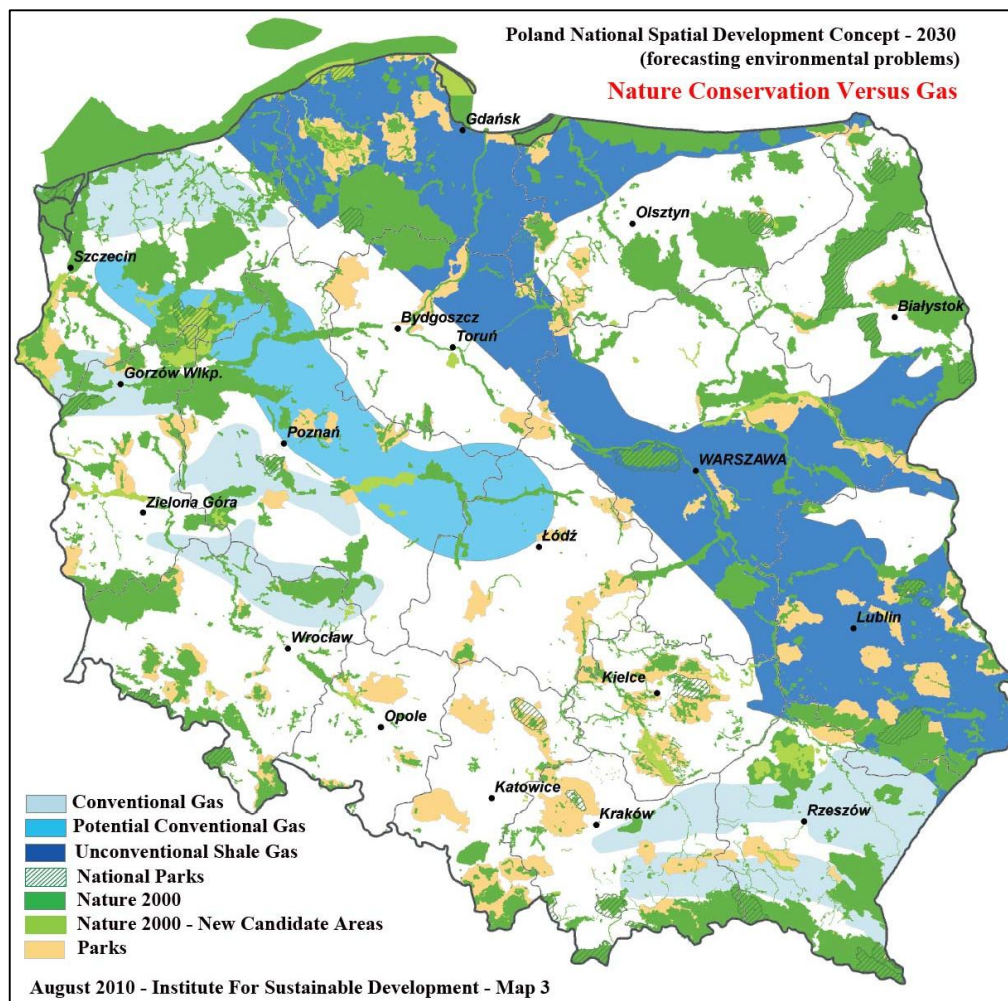 Poland National Spatial Development Concept - 2030
(forecasting environmental problems)
Nature Conservation Versus Gas
Gdańsk
Olsztyn
Szczecin
Białystok
Bydgoszcz
Toruń
Gorzów Wlkp.
Poznań
WARSZAWA
Zielona Góra
Łódź
Lublin
Wrocław
Kielce
Opole
Katowice
Kraków
Rzeszów
Conventional Gas
Potential Conventional Gas
Unconventional Shale Gas
National Parks
Nature 2000
Nature 2000 - New Candidate Areas
Parks
August 2010 - Institute For Sustainable Development - Map 3